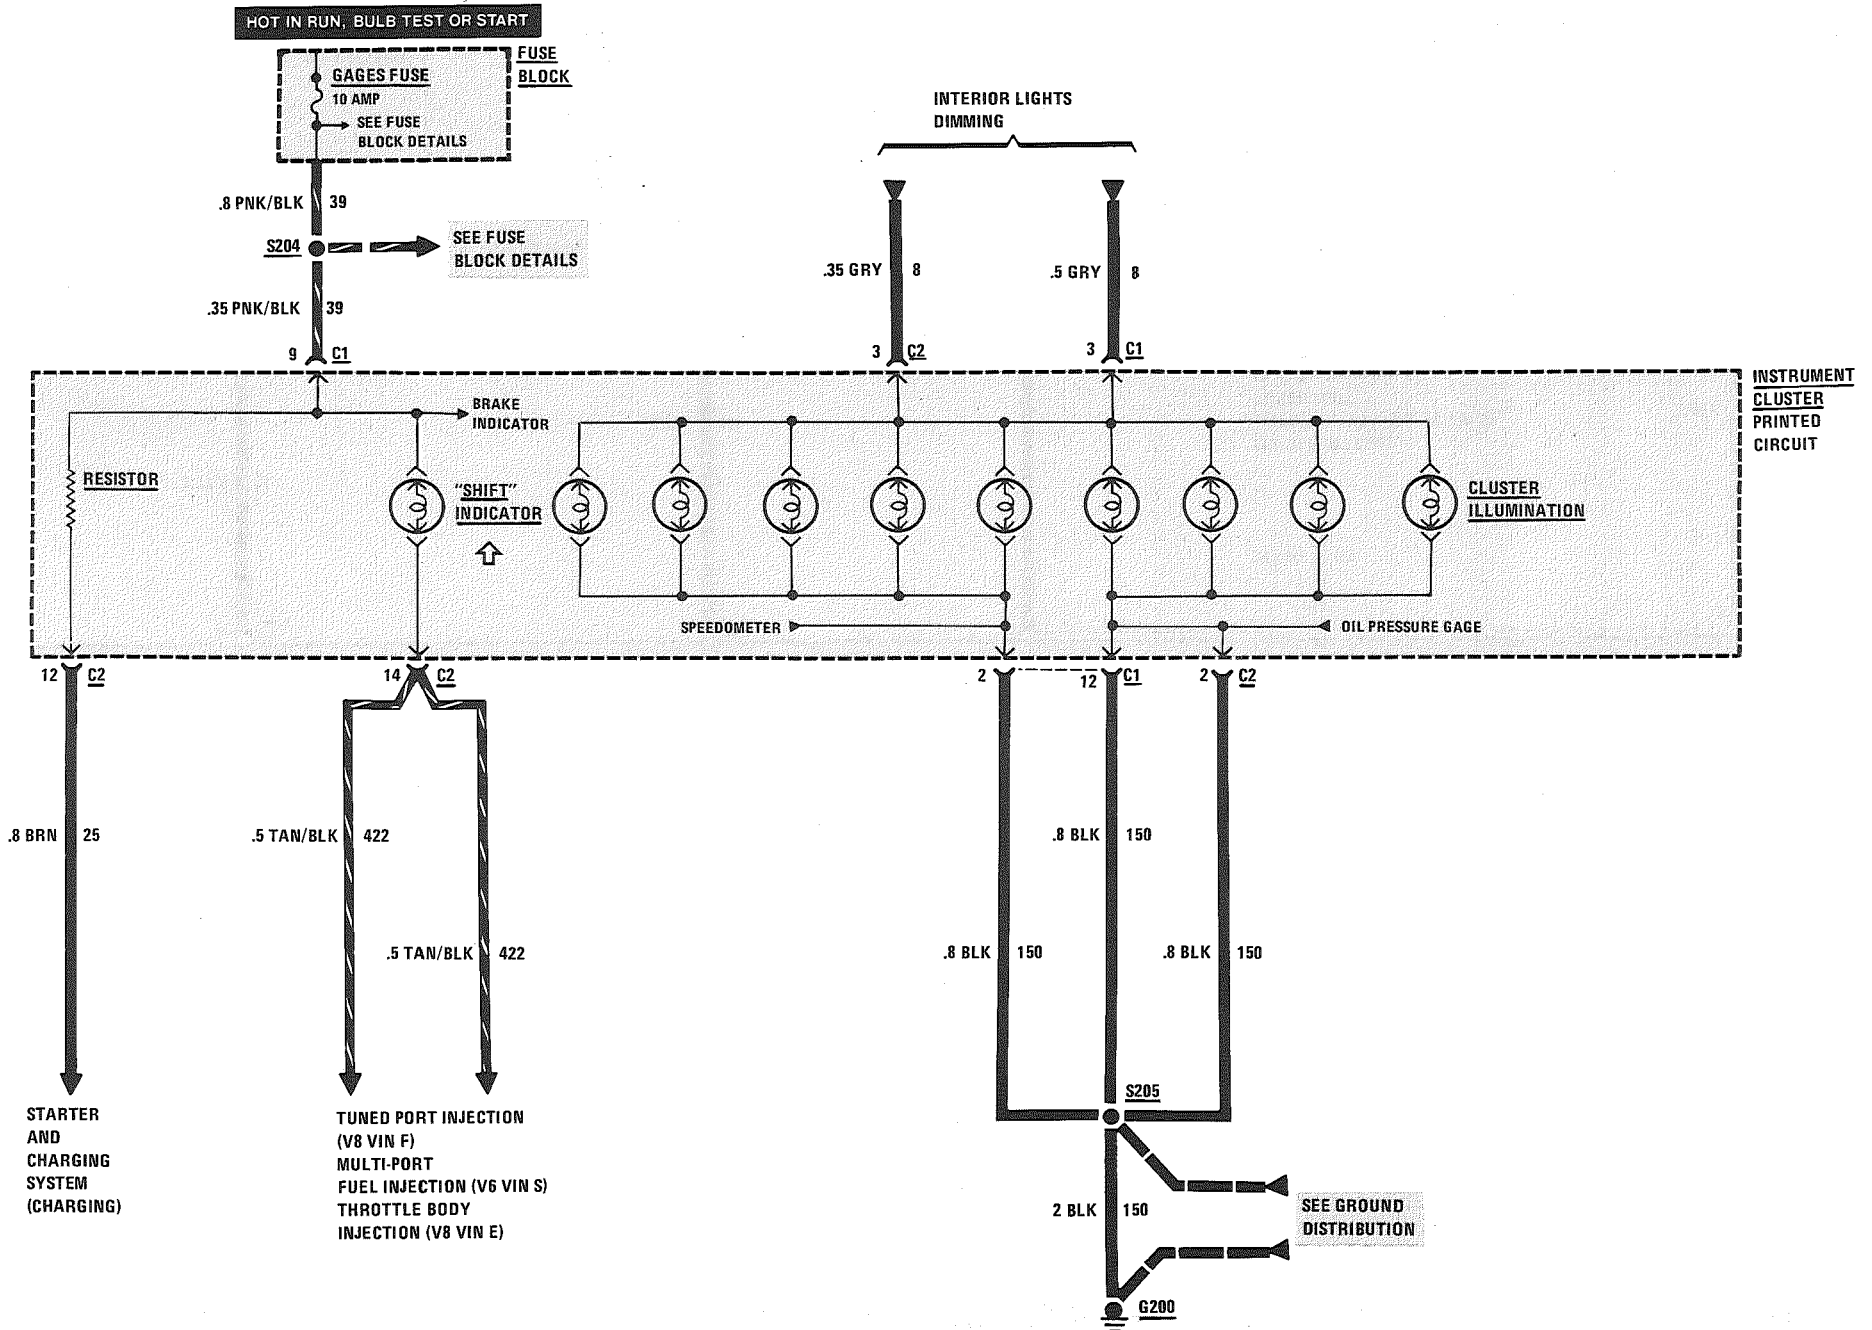 HOT IN RUN, BULB TEST OR START
FUSE
BLOCK
GAGES FUSE
10 AMP
SEE FUSE
BLOCK DETAILS
INTERIOR LIGHTS
DIMMING
.8 PNK/BLK 39
S204
SEE FUSE
BLOCK DETAILS
.35 GRY 8
.5 GRY 8
.35 PNK/BLK 39
9 C1
3 C2
3 C1
INSTRUMENT
CLUSTER
PRINTED
CIRCUIT
BRAKE
INDICATOR
RESISTOR
"SHIFT"
INDICATOR
CLUSTER
ILLUMINATION
SPEEDOMETER
OIL PRESSURE GAGE
12 C2
14 C2
2
12 C1
2 C2
.8 BRN 25
.5 TAN/BLK 422
.8 BLK 150
.5 TAN/BLK 422
.8 BLK 150
.8 BLK 150
S205
STARTER
AND
CHARGING
SYSTEM
(CHARGING)
TUNED PORT INJECTION
(V8 VIN F)
MULTI-PORT
FUEL INJECTION (V6 VIN S)
THROTTLE BODY
INJECTION (V8 VIN E)
2 BLK 150
SEE GROUND
DISTRIBUTION
G200